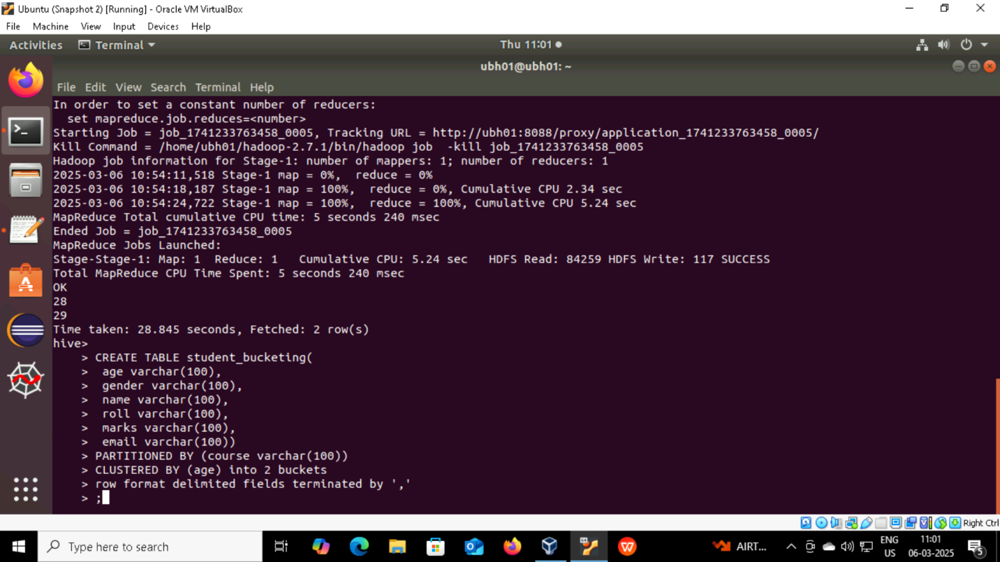 Ubuntu (Snapshot 2) [Running] - Oracle VM VirtualBox
File Machine View Input Devices Help
Activities Terminal Thu 11:01
ubh01@ubh01: ~
File Edit View Search Terminal Help
In order to set a constant number of reducers:
  set mapreduce.job.reduces=<number>
Starting Job = job_1741233763458_0005, Tracking URL = http://ubh01:8088/proxy/application_1741233763458_0005/
Kill Command = /home/ubh01/hadoop-2.7.1/bin/hadoop job  -kill job_1741233763458_0005
Hadoop job information for Stage-1: number of mappers: 1; number of reducers: 1
2025-03-06 10:54:11,518 Stage-1 map = 0%,  reduce = 0%
2025-03-06 10:54:18,187 Stage-1 map = 100%,  reduce = 0%, Cumulative CPU 2.34 sec
2025-03-06 10:54:24,722 Stage-1 map = 100%,  reduce = 100%, Cumulative CPU 5.24 sec
MapReduce Total cumulative CPU time: 5 seconds 240 msec
Ended Job = job_1741233763458_0005
MapReduce Jobs Launched:
Stage-Stage-1: Map: 1  Reduce: 1   Cumulative CPU: 5.24 sec   HDFS Read: 84259 HDFS Write: 117 SUCCESS
Total MapReduce CPU Time Spent: 5 seconds 240 msec
OK
28
29
Time taken: 28.845 seconds, Fetched: 2 row(s)
hive>
    > CREATE TABLE student_bucketing(
    >  age varchar(100),
    >  gender varchar(100),
    >  name varchar(100),
    >  roll varchar(100),
    >  marks varchar(100),
    >  email varchar(100))
    > PARTITIONED BY (course varchar(100))
    > CLUSTERED BY (age) into 2 buckets
    > row format delimited fields terminated by ','
    > ;
Right Ctrl
Type here to search
AIRT...
ENG
US
11:01
06-03-2025
5